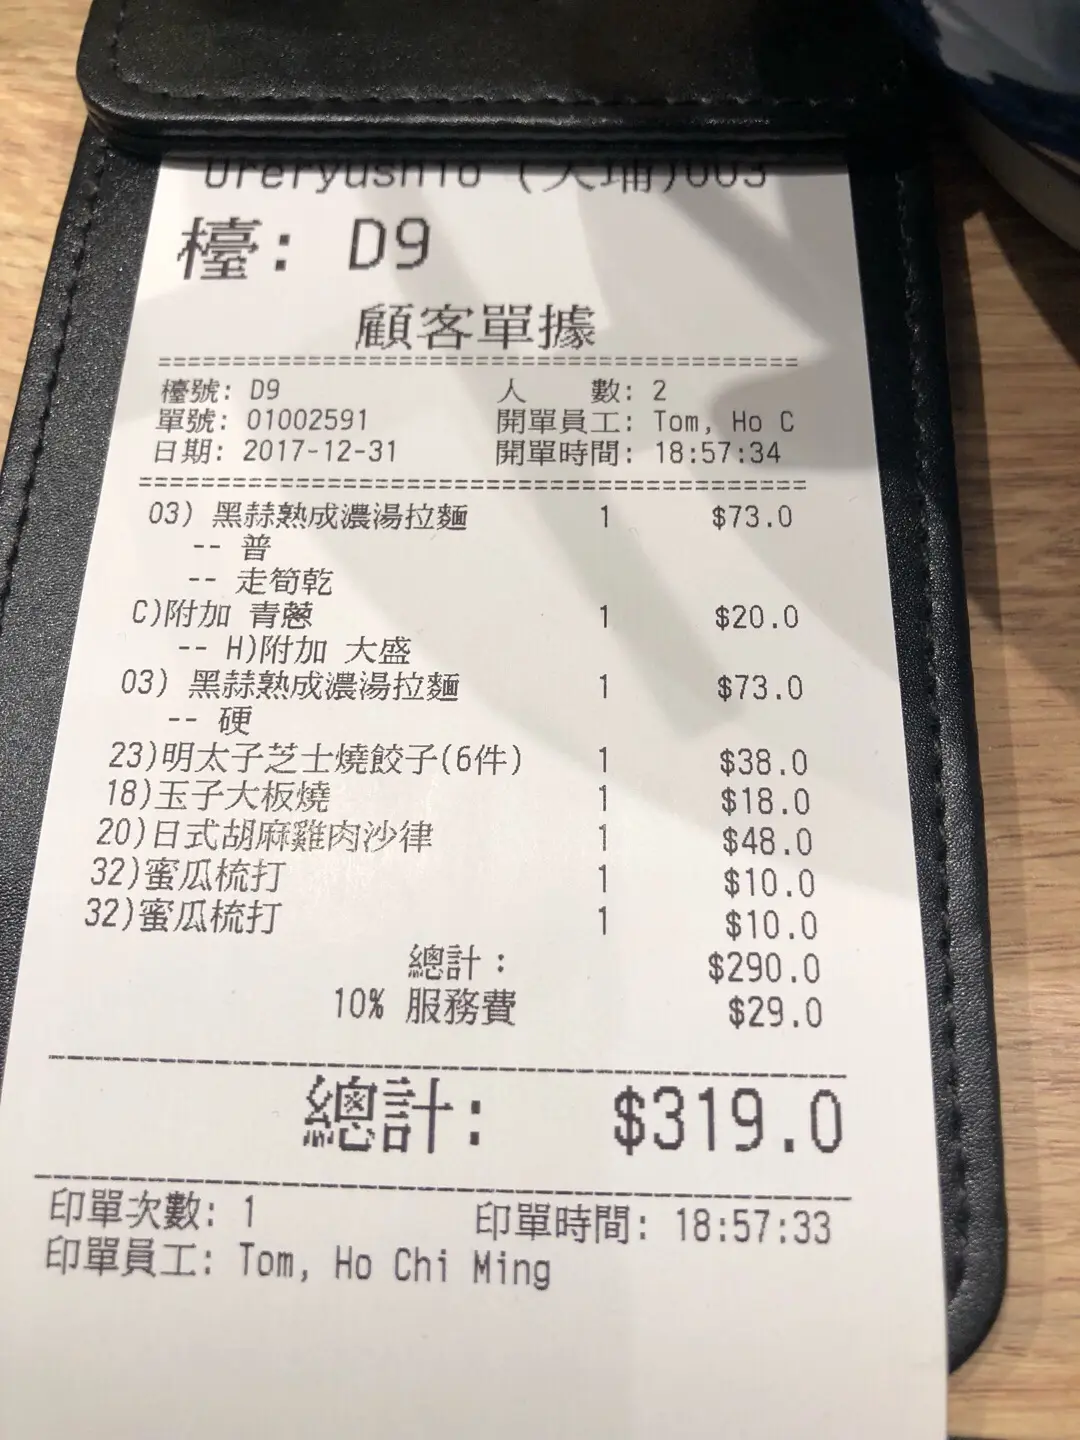 Ureryushio (大埔)003
檯: D9
顧客單據
檯號: D9 人 數: 2
單號: 01002591 開單員工: Tom, Ho C
日期: 2017-12-31 開單時間: 18:57:34
03) 黑蒜熟成濃湯拉麵 1 $73.0
-- 普
-- 走筍乾
C)附加 青蔥 1 $20.0
-- H)附加 大盛
03) 黑蒜熟成濃湯拉麵 1 $73.0
-- 硬
23)明太子芝士燒餃子(6件) 1 $38.0
18)玉子大板燒 1 $18.0
20)日式胡麻雞肉沙律 1 $48.0
32)蜜瓜梳打 1 $10.0
32)蜜瓜梳打 1 $10.0
總計: $290.0
10% 服務費 $29.0
總計: $319.0
印單次數: 1 印單時間: 18:57:33
印單員工: Tom, Ho Chi Ming